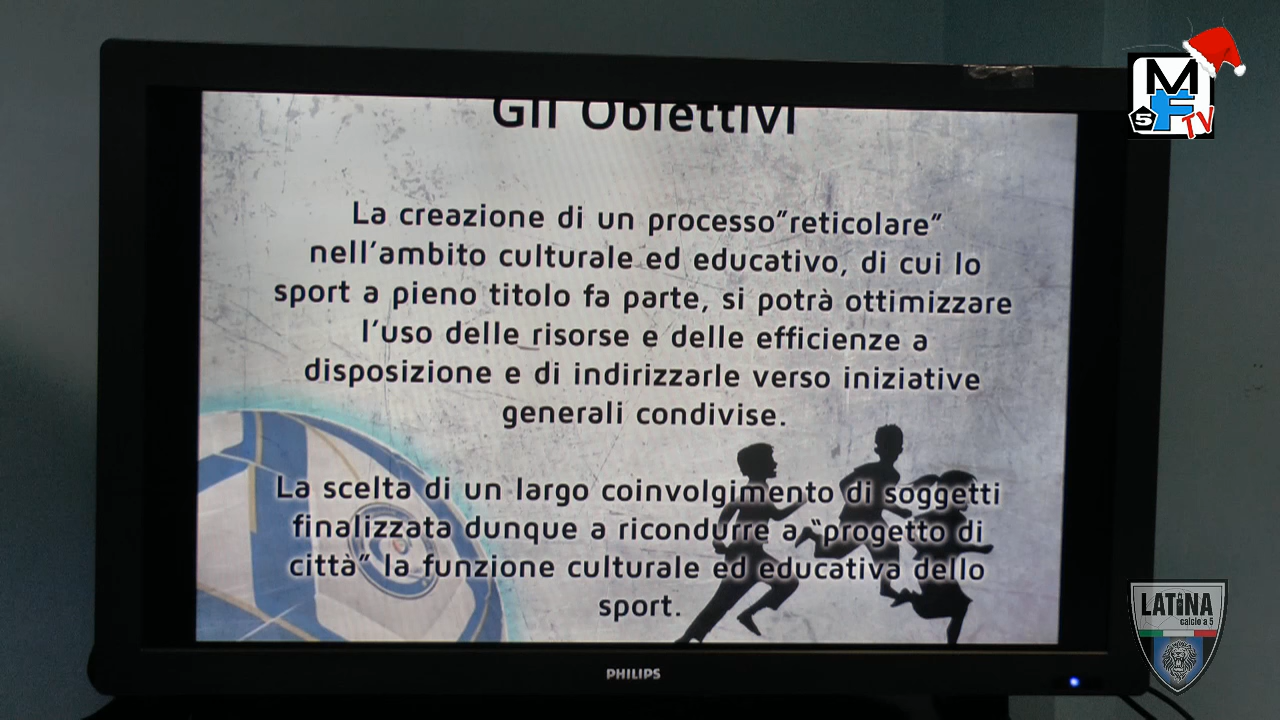 M
5 F TV
Gli Obiettivi
La creazione di un processo”reticolare”
nell’ambito culturale ed educativo, di cui lo
sport a pieno titolo fa parte, si potrà ottimizzare
l’uso delle risorse e delle efficienze a
disposizione e di indirizzarle verso iniziative
generali condivise.
La scelta di un largo coinvolgimento di soggetti
finalizzata dunque a ricondurre a “progetto di
città” la funzione culturale ed educativa dello
sport.
PHILIPS
LATINA
calcio a 5